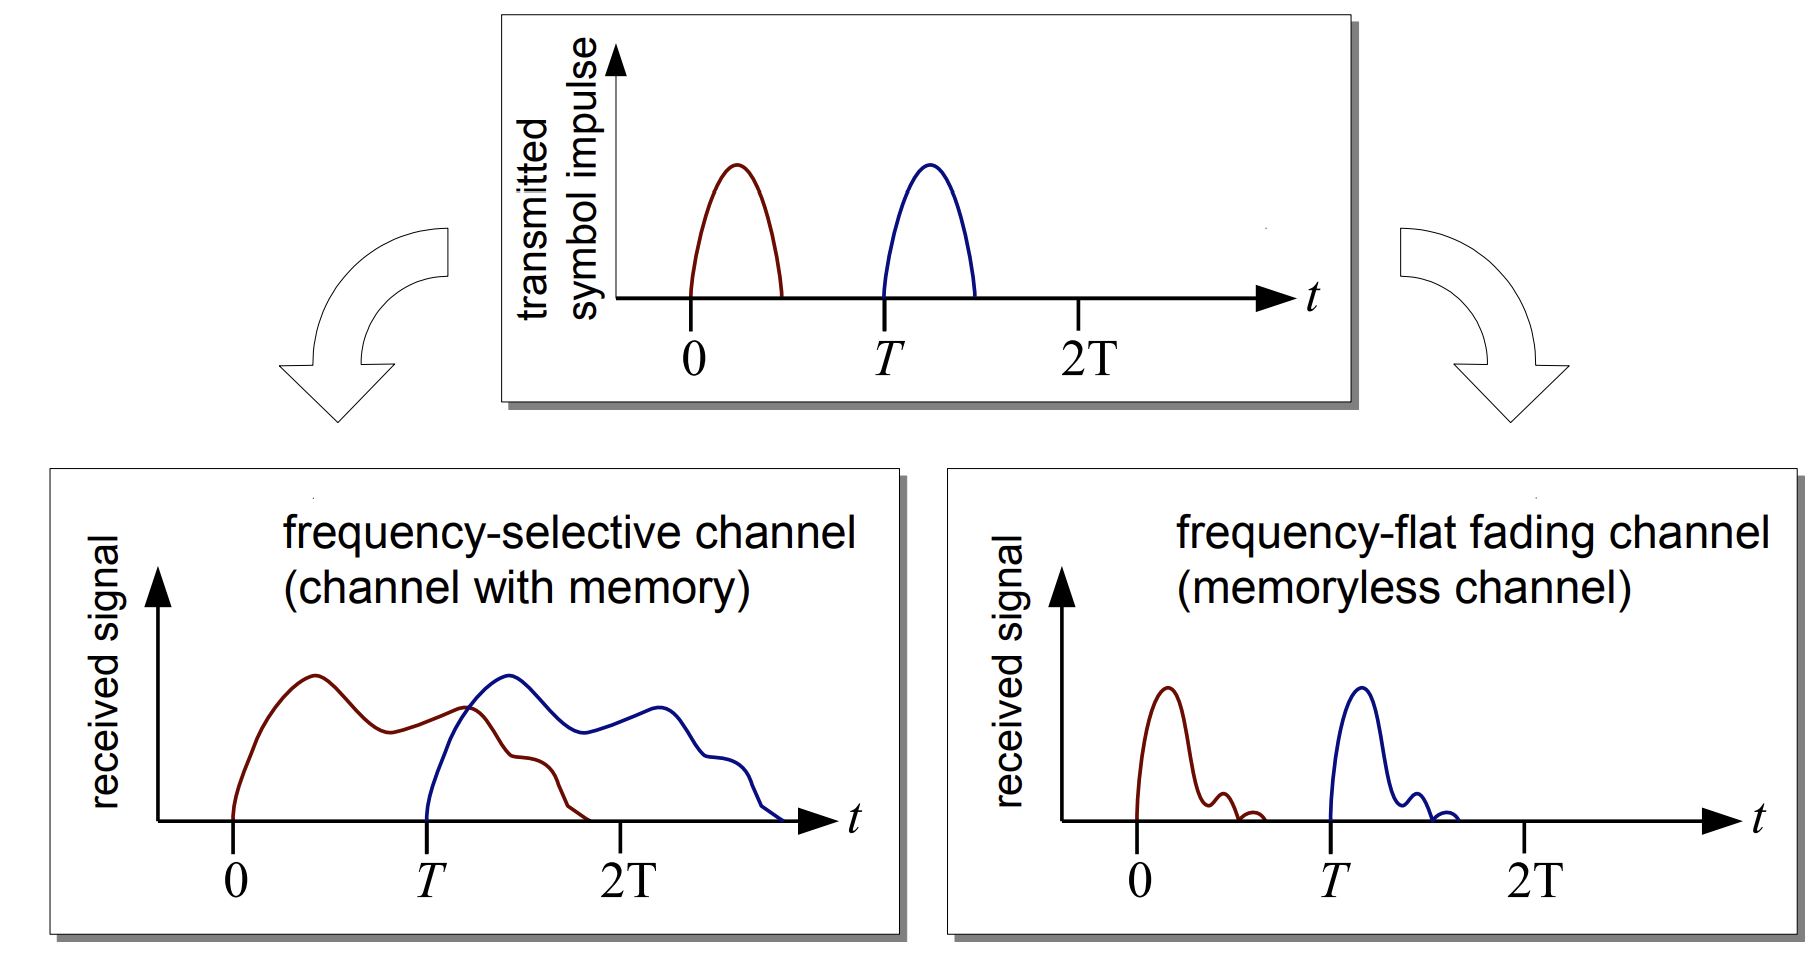 transmitted
symbol impulse
t
0
T
2T
frequency-selective channel
(channel with memory)
received signal
t
0
T
2T
frequency-flat fading channel
(memoryless channel)
received signal
t
0
T
2T